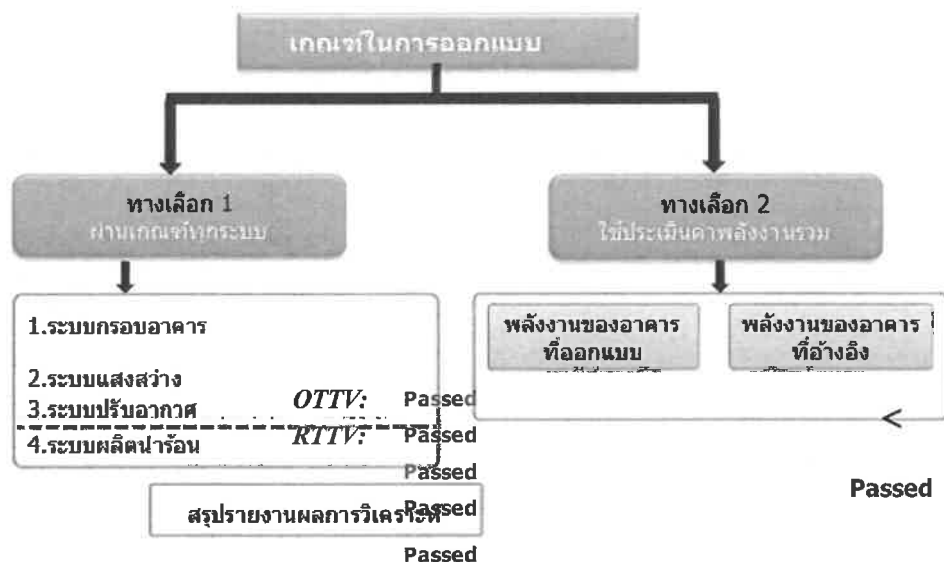 เกณฑ์ในการออกแบบ
ทางเลือก 1
ผ่านเกณฑ์ทุกระบบ
ทางเลือก 2
ใช้ประเมินค่าพลังงานรวม
1.ระบบกรอบอาคาร
2.ระบบแสงสว่าง
3.ระบบปรับอากาศ
4.ระบบผลิตน้ำร้อน
OTTV: Passed
RTTV: Passed
Passed
Passed
Passed
สรุปรายงานผลการวิเคราะห์
พลังงานของอาคาร
ที่ออกแบบ
พลังงานของอาคาร
ที่อ้างอิง
<
Passed